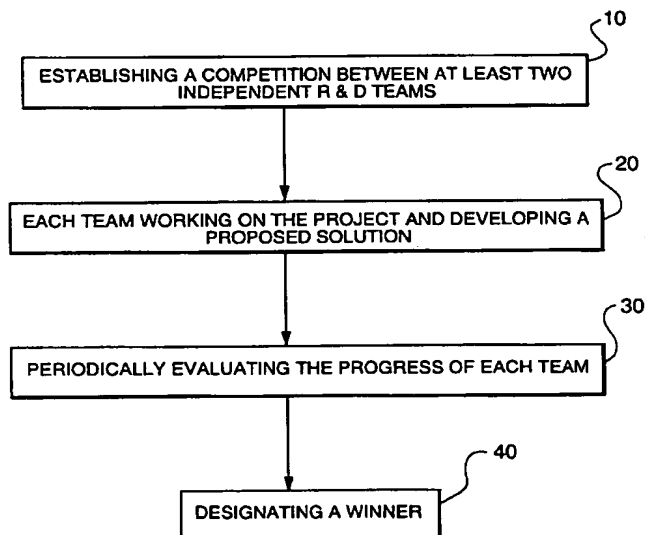 10
ESTABLISHING A COMPETITION BETWEEN AT LEAST TWO
INDEPENDENT R & D TEAMS
20
EACH TEAM WORKING ON THE PROJECT AND DEVELOPING A
PROPOSED SOLUTION
30
PERIODICALLY EVALUATING THE PROGRESS OF EACH TEAM
40
DESIGNATING A WINNER